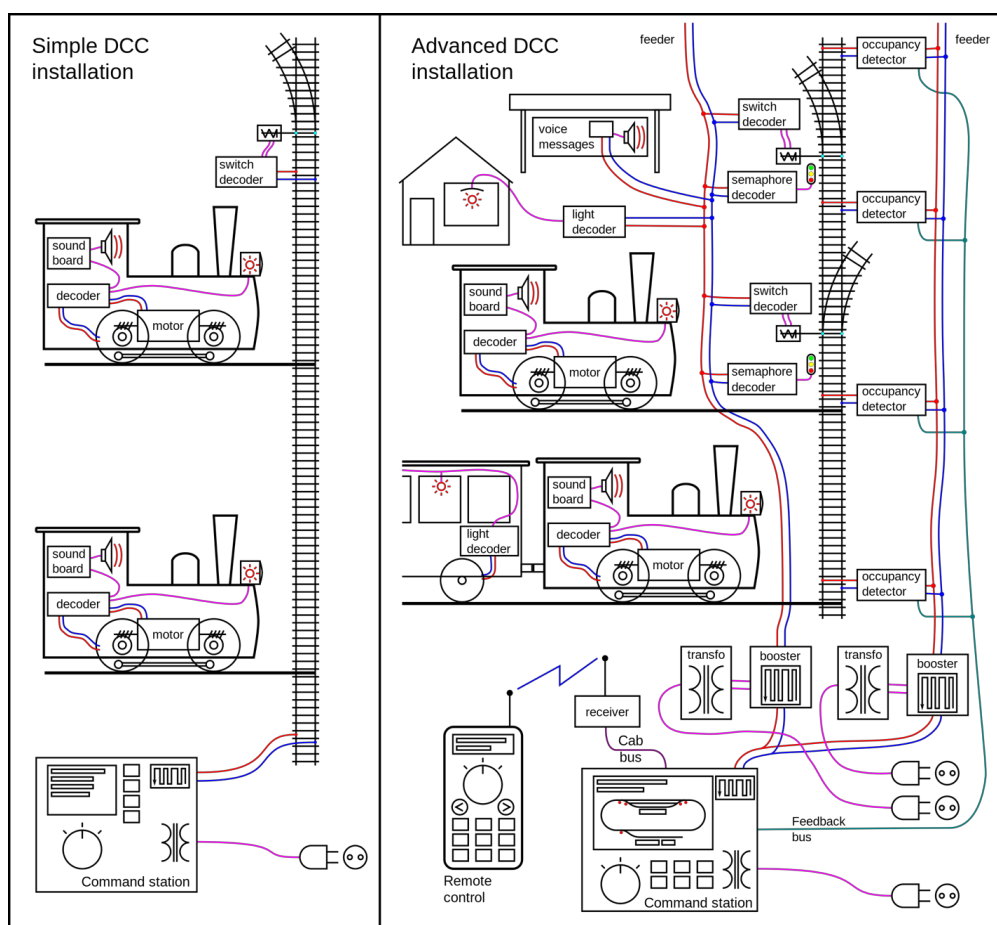 Simple DCC
installation
switch
decoder
sound
board
decoder
motor
sound
board
decoder
motor
Command station
Advanced DCC
installation
feeder
feeder
occupancy
detector
voice
messages
switch
decoder
semaphore
decoder
light
decoder
occupancy
detector
sound
board
decoder
motor
switch
decoder
semaphore
decoder
occupancy
detector
sound
board
light
decoder
decoder
motor
occupancy
detector
transfo
booster
transfo
booster
receiver
Cab
bus
Feedback
bus
Remote
control
Command station